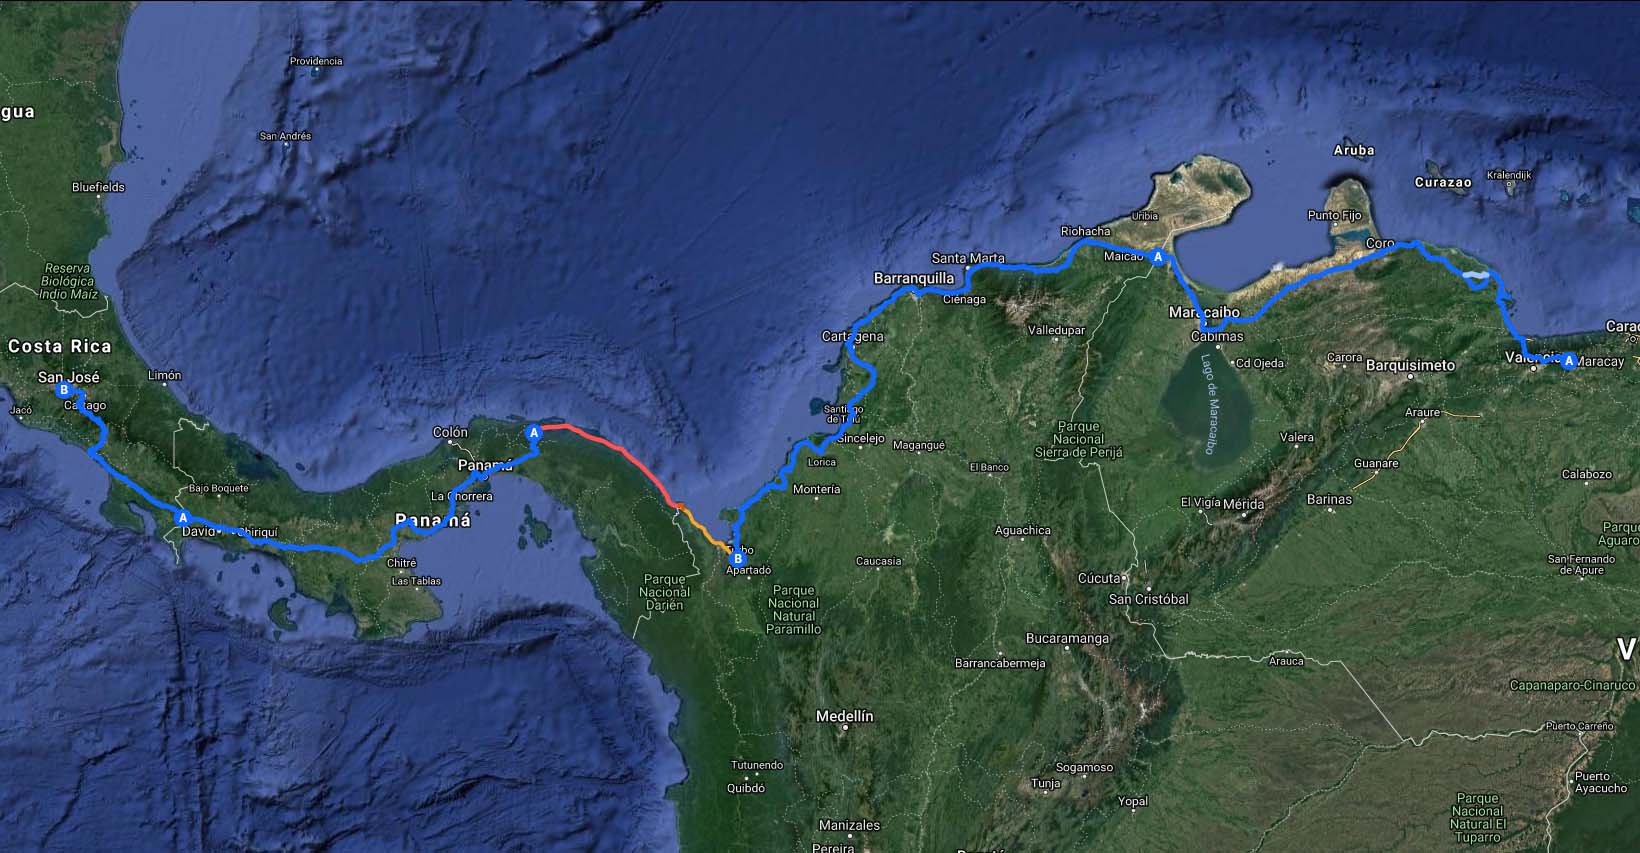 Providencia
San Andrés
gua
Bluefields
Reserva
Biológica
Indio Maíz
Costa Rica
San José
B
Cartago
Jacó
Limón
Colón
A
Panamá
Bajo Boquete
La Chorrera
Panamá
A
David
Chiriquí
Chitré
Las Tablas
Aruba
Curazao
Kralendijk
Uribia
Punto Fijo
Riohacha
Coro
Santa Marta
Maicao
A
Barranquilla
Ciénaga
Maracaibo
Cabimas
Valledupar
Cartagena
Cd Ojeda
Carora
Barquisimeto
Valencia
A
Maracay
Lago de Maracaibo
Santiago
de Tolú
Sincelejo
Magangué
Lorica
El Banco
Montería
Parque
Nacional
Sierra de Perijá
Araure
Valera
Guanare
Calabozo
El Vigía
Mérida
Barinas
Turbo
B
Apartadó
Caucasia
Aguachica
Parque
Nacional
Darién
Parque
Nacional
Natural
Paramillo
Cúcuta
San Cristóbal
San Fernando
de Apure
Bucaramanga
Barrancabermeja
Arauca
V
Capanaparo-Cinaruco
Medellín
Puerto Carreño
Tutunendo
Quibdó
Sogamoso
Tunja
Yopal
Puerto
Ayacucho
Manizales
Pereira
Parque
Nacional
Natural El
Tuparro